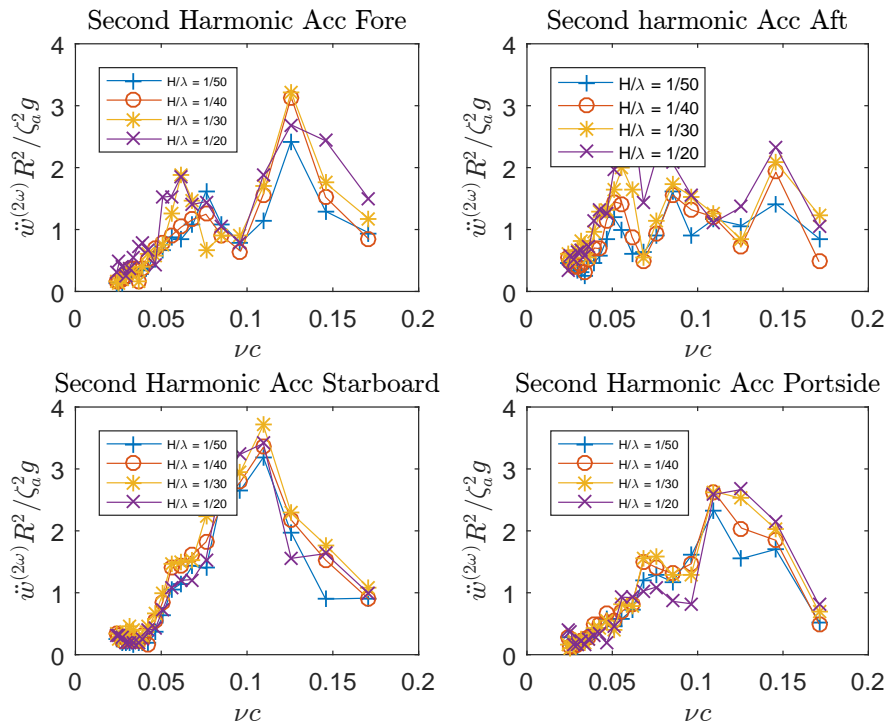 Second Harmonic Acc Fore
4
3
2
1
0
0
0.05
0.1
0.15
0.2
H/λ = 1/50
H/λ = 1/40
H/λ = 1/30
H/λ = 1/20
ẅ^(2ω) R²/ζₐ² g
νc
Second harmonic Acc Aft
4
3
2
1
0
0
0.05
0.1
0.15
0.2
H/λ = 1/50
H/λ = 1/40
H/λ = 1/30
H/λ = 1/20
ẅ^(2ω) R²/ζₐ² g
νc
Second Harmonic Acc Starboard
4
3
2
1
0
0
0.05
0.1
0.15
0.2
H/λ = 1/50
H/λ = 1/40
H/λ = 1/30
H/λ = 1/20
ẅ^(2ω) R²/ζₐ² g
νc
Second Harmonic Acc Portside
4
3
2
1
0
0
0.05
0.1
0.15
0.2
H/λ = 1/50
H/λ = 1/40
H/λ = 1/30
H/λ = 1/20
ẅ^(2ω) R²/ζₐ² g
νc